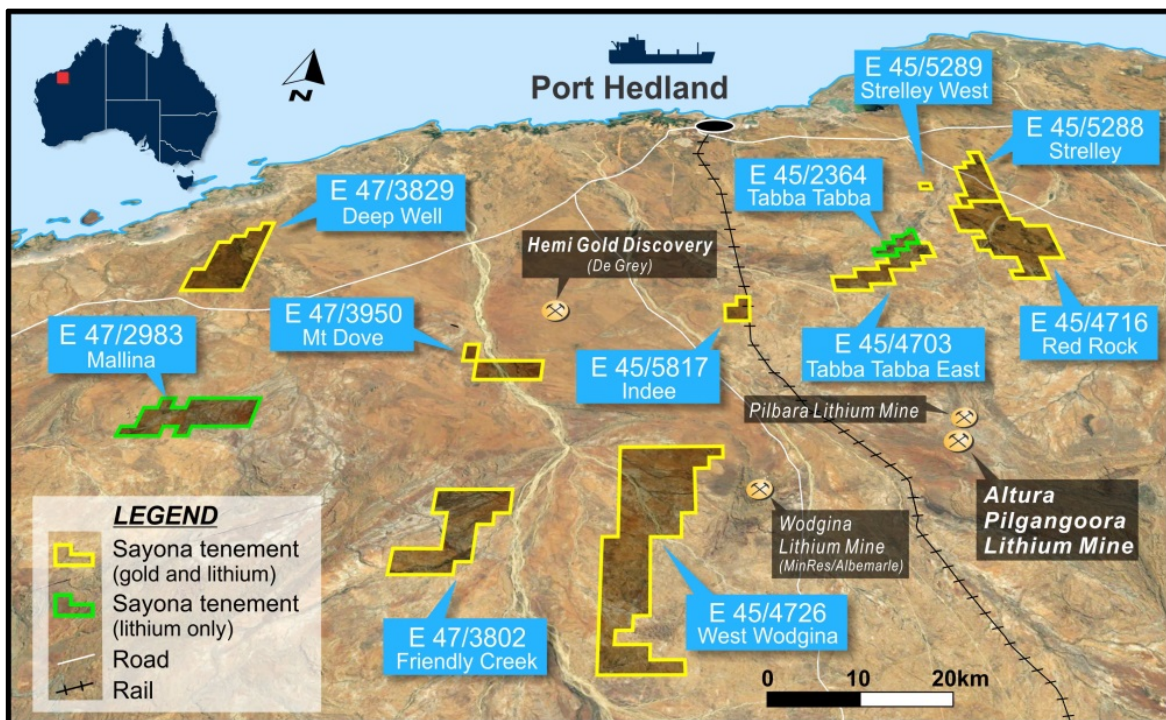 N
Port Hedland
E 45/5289
Strelley West
E 45/5288
Strelley
E 45/2364
Tabba Tabba
E 47/3829
Deep Well
Hemi Gold Discovery
(De Grey)
E 47/3950
Mt Dove
E 47/2983
Mallina
E 45/5817
Indee
E 45/4703
Tabba Tabba East
E 45/4716
Red Rock
Pilbara Lithium Mine
Altura
Pilgangoora
Lithium Mine
Wodgina
Lithium Mine
(MinRes/Albemarle)
E 45/4726
West Wodgina
E 47/3802
Friendly Creek
LEGEND
Sayona tenement
(gold and lithium)
Sayona tenement
(lithium only)
Road
Rail
0 10 20km